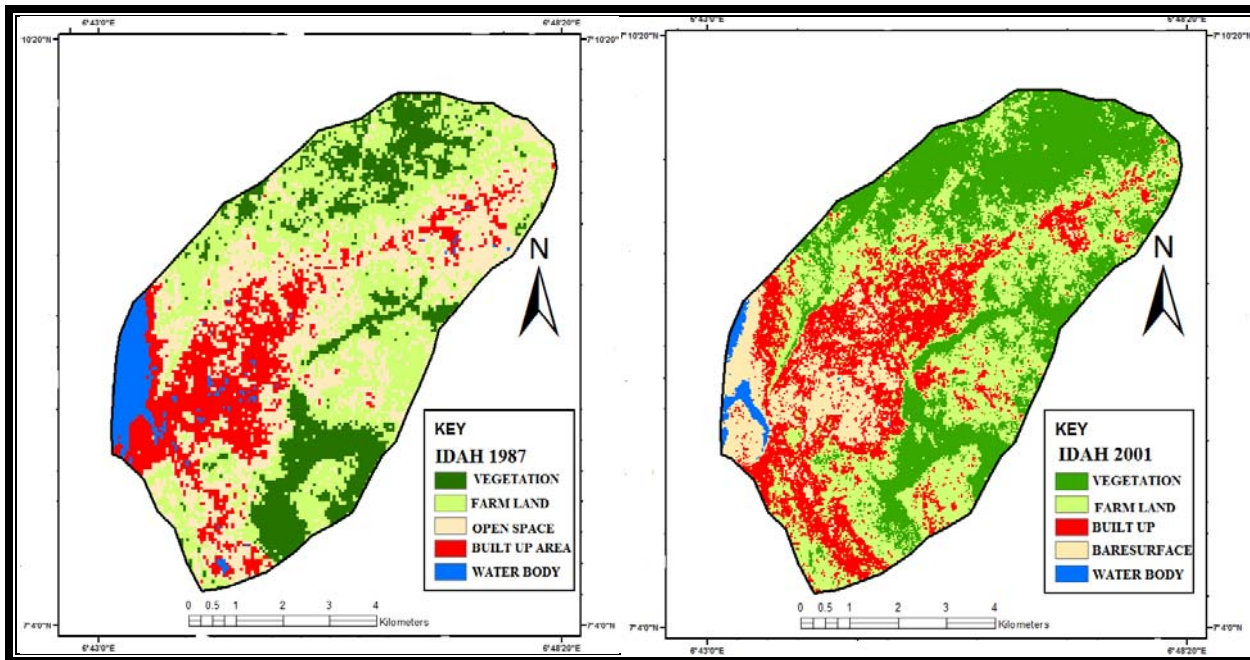 6°43'0"E 6°48'20"E
10'20"N 7°10'20"N
N
KEY
IDAH 1987
VEGETATION
FARM LAND
OPEN SPACE
BUILT UP AREA
WATER BODY
0 0.5 1 2 3 4
Kilometers
7°4'0"N
6°43'0"E 6°48'20"E
6°43'0"E 6°48'20"E
7°10'20"N
N
KEY
IDAH 2001
VEGETATION
FARM LAND
BUILT UP
BARESURFACE
WATER BODY
0 0.5 1 2 3 4
Kilometers
7°4'0"N 7°4'0"N
6°43'0"E 6°48'20"E